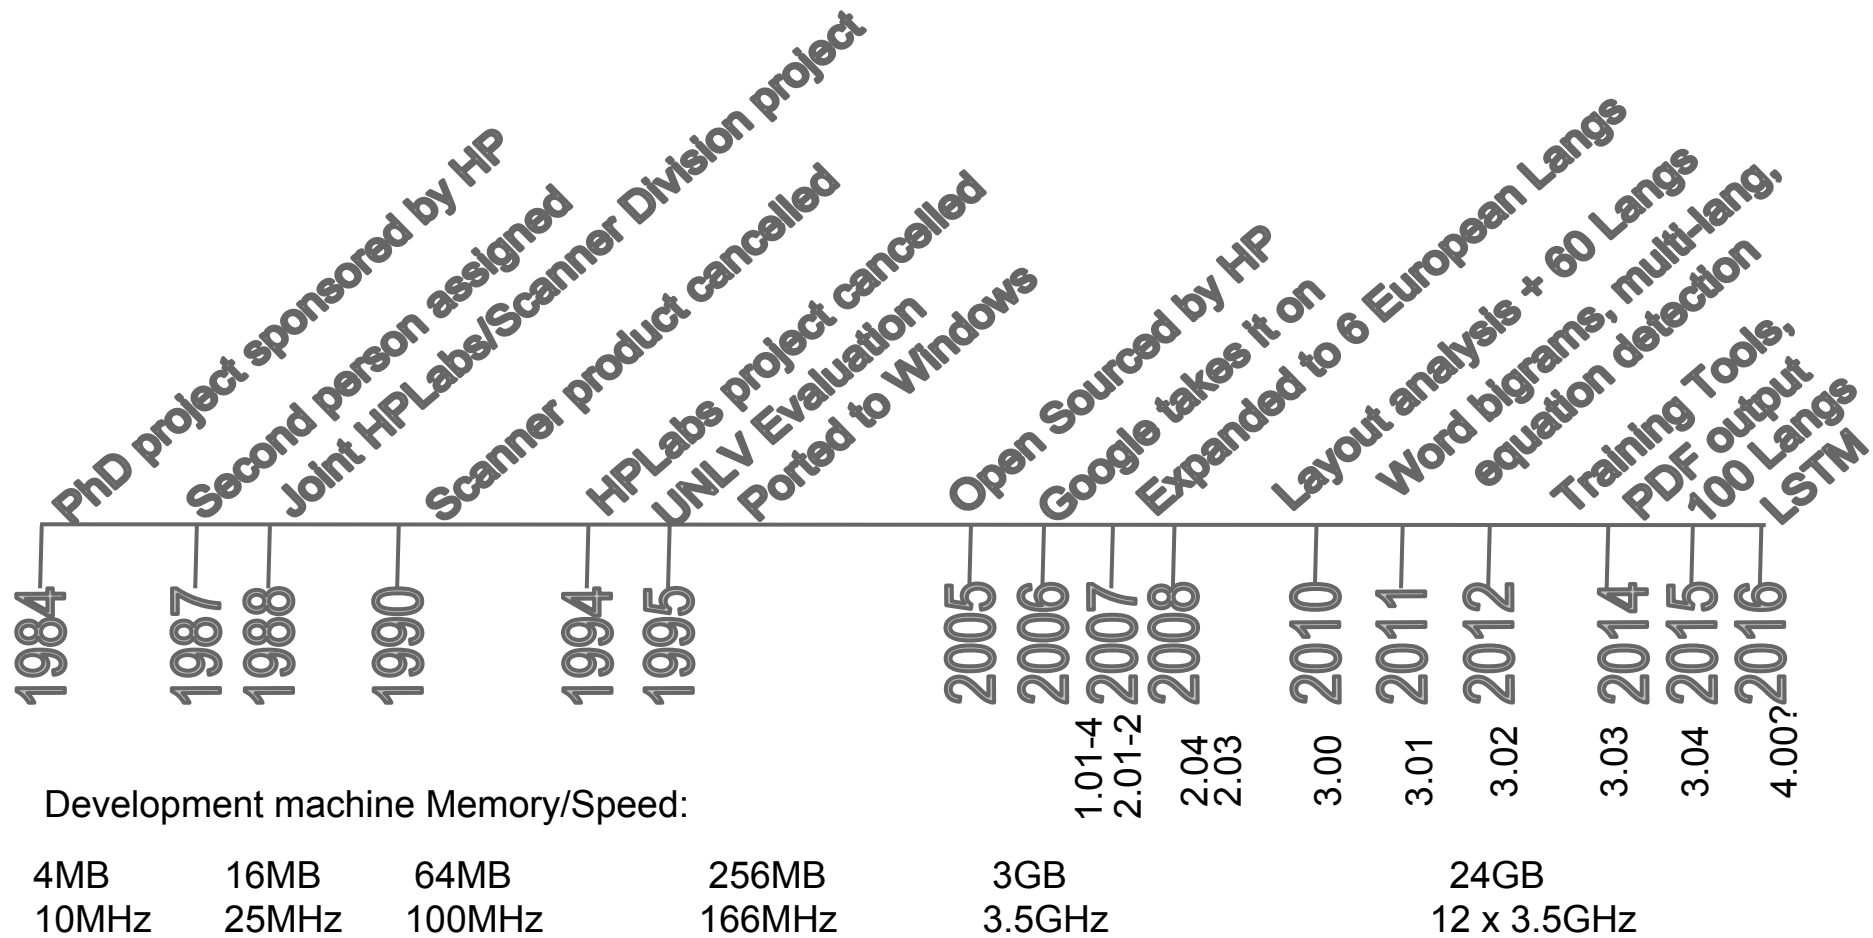 PhD project sponsored by HP
Second person assigned
Joint HPLabs/Scanner Division project
Scanner product cancelled
HPLabs project cancelled
UNLV Evaluation
Ported to Windows
Open Sourced by HP
Google takes it on
Expanded to 6 European Langs
Layout analysis + 60 Langs
Word bigrams, multi-lang,
equation detection
Training Tools,
PDF output
100 Langs
LSTM
1984
1987
1988
1990
1994
1995
2005
2006
2007
2008
2010
2011
2012
2014
2015
2016
1.01-4
2.01-2
2.04
2.03
3.00
3.01
3.02
3.03
3.04
4.00?
Development machine Memory/Speed:
4MB 16MB 64MB 256MB 3GB 24GB
10MHz 25MHz 100MHz 166MHz 3.5GHz 12 x 3.5GHz